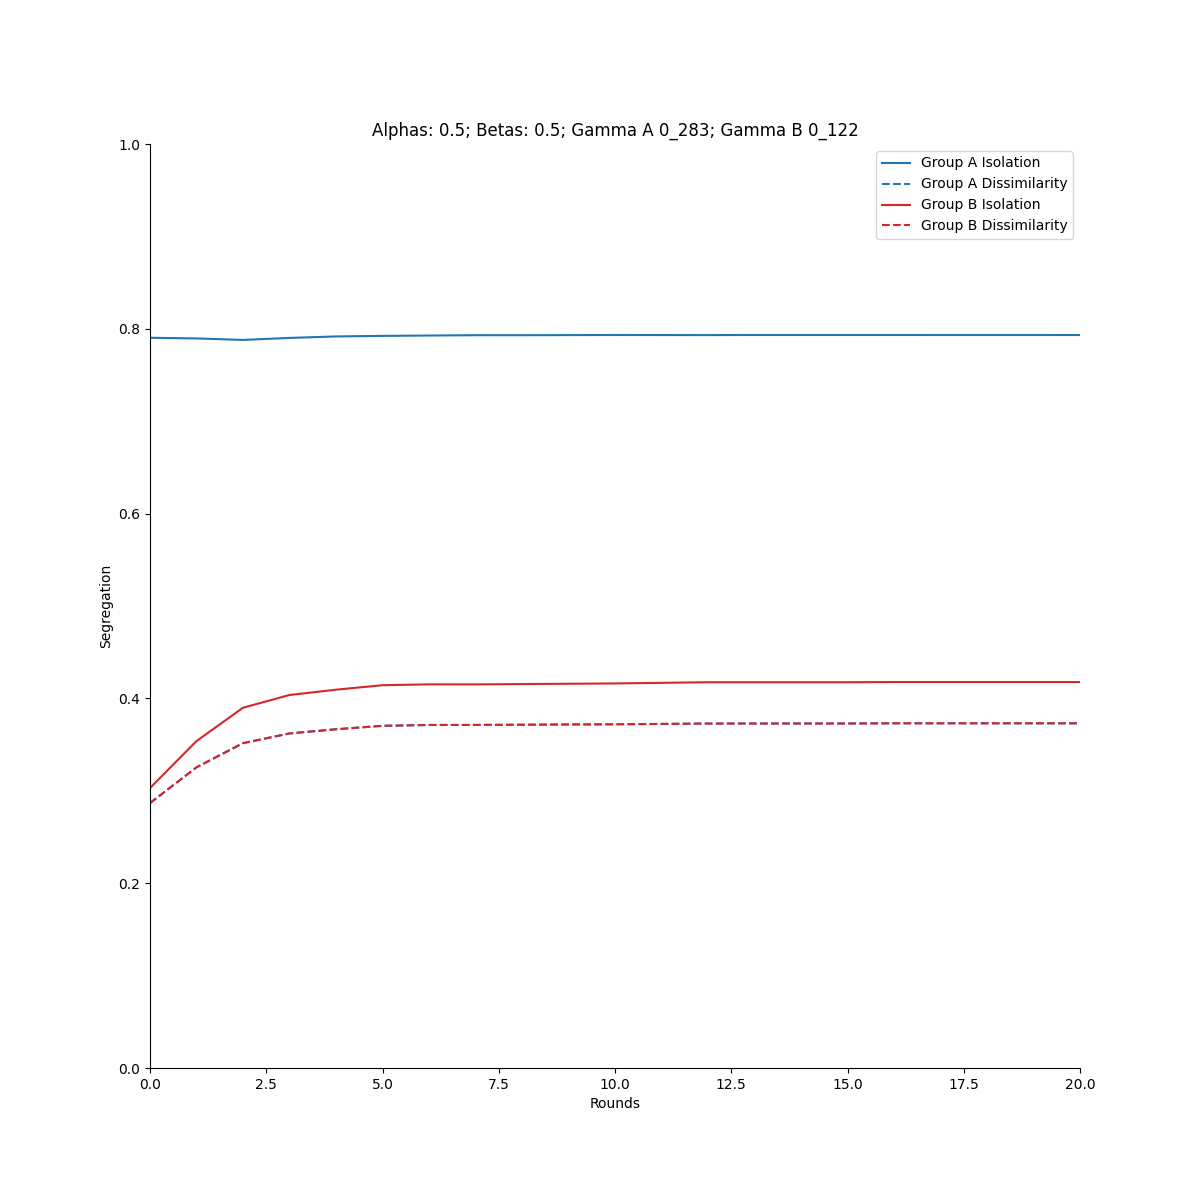 Alphas: 0.5; Betas: 0.5; Gamma A 0_283; Gamma B 0_122
1.0
Group A Isolation
Group A Dissimilarity
Group B Isolation
Group B Dissimilarity
0.8
0.6
Segregation
0.4
0.2
0.0
0.0 2.5 5.0 7.5 10.0 12.5 15.0 17.5 20.0
Rounds